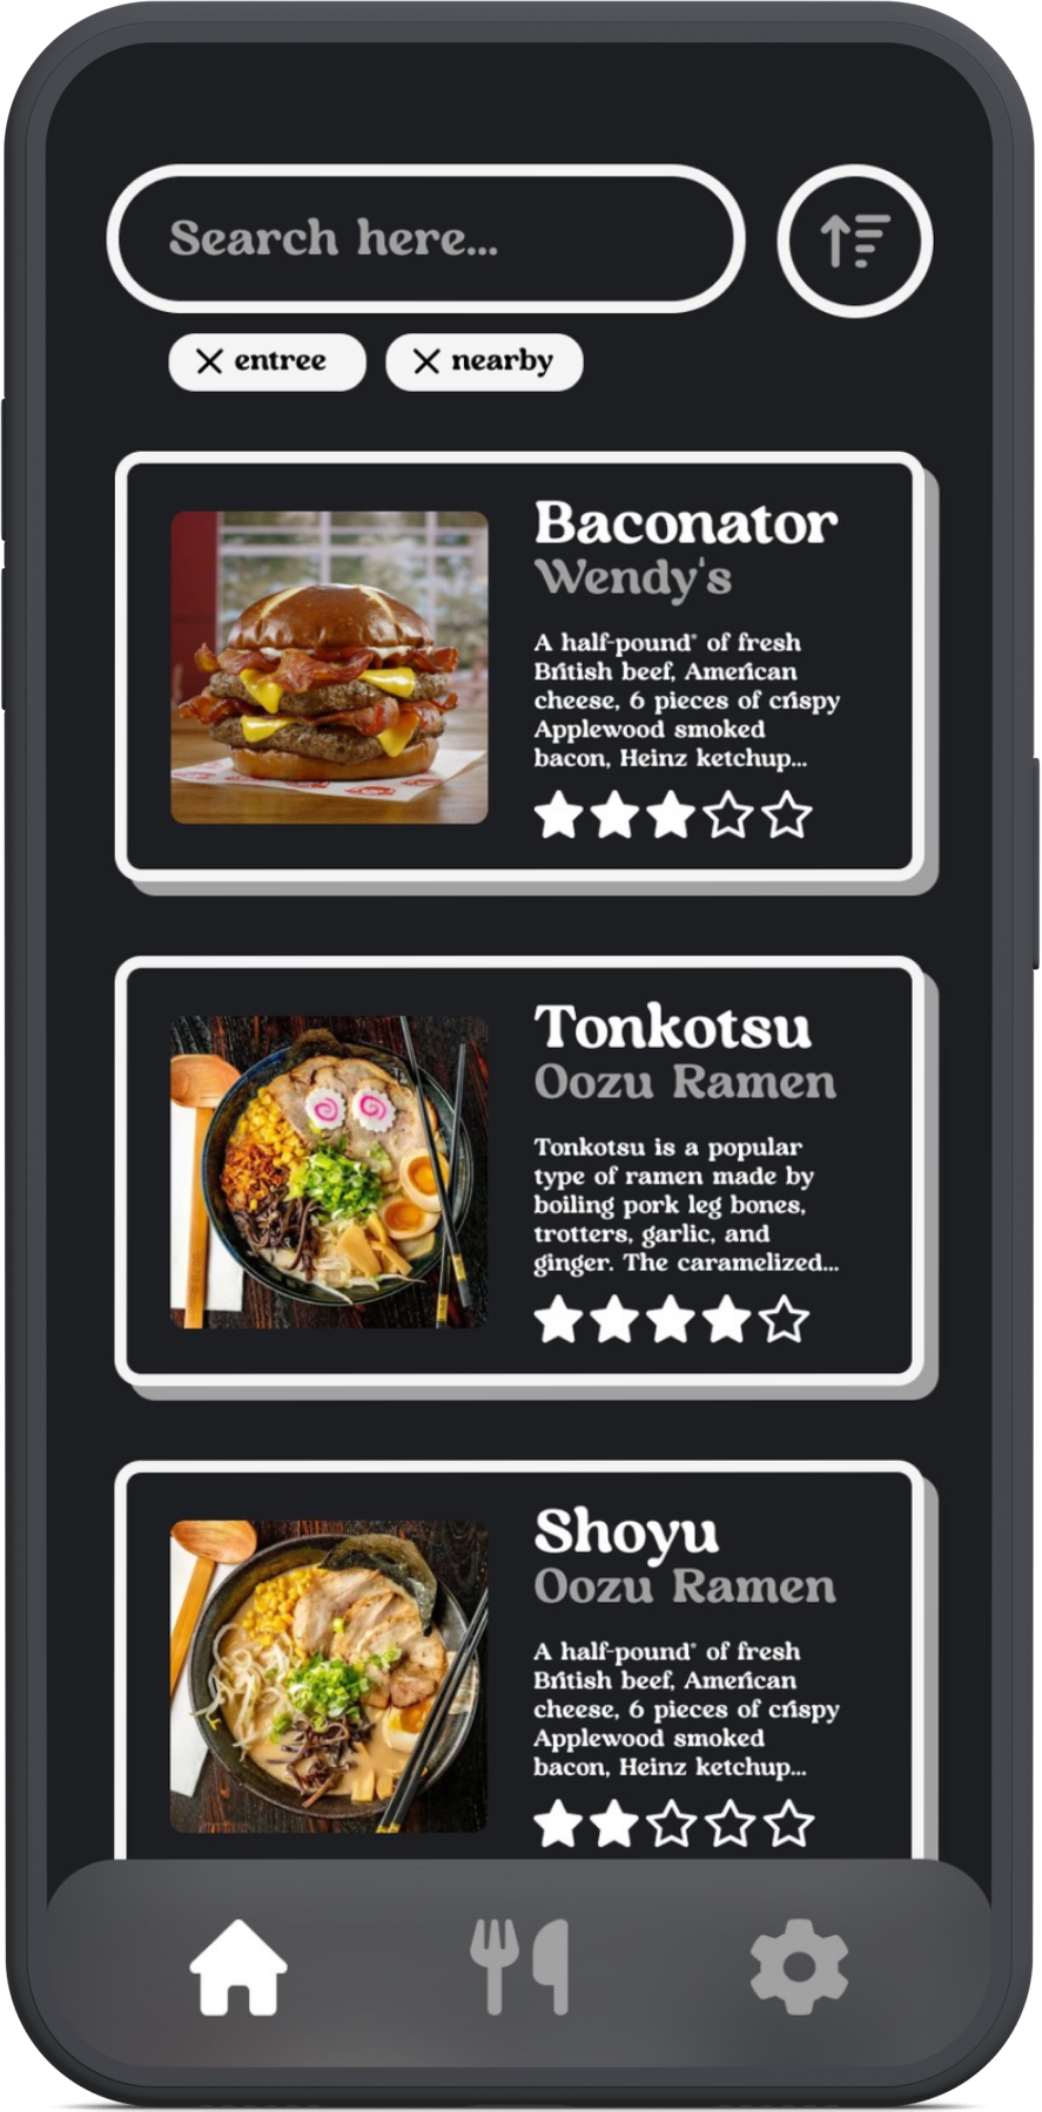 Search here...
entree
nearby
Baconator
Wendy's
A half-pound* of fresh
British beef, American
cheese, 6 pieces of crispy
Applewood smoked
bacon, Heinz ketchup...
Tonkotsu
Oozu Ramen
Tonkotsu is a popular
type of ramen made by
boiling pork leg bones,
trotters, garlic, and
ginger. The caramelized...
Shoyu
Oozu Ramen
A half-pound* of fresh
British beef, American
cheese, 6 pieces of crispy
Applewood smoked
bacon, Heinz ketchup...